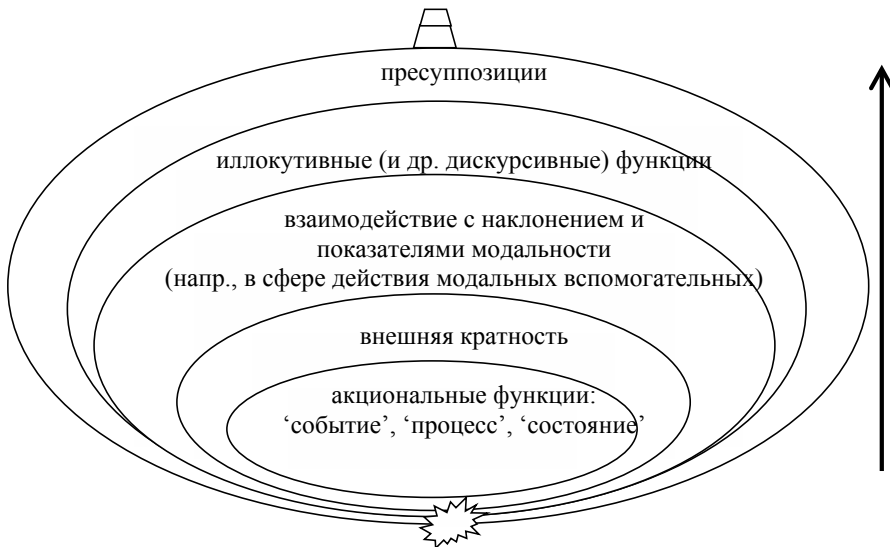 пресуппозиции
иллокутивные (и др. дискурсивные) функции
взаимодействие с наклонением и
показателями модальности
(напр., в сфере действия модальных вспомогательных)
внешняя кратность
акциональные функции:
‘событие’, ‘процесс’, ‘состояние’